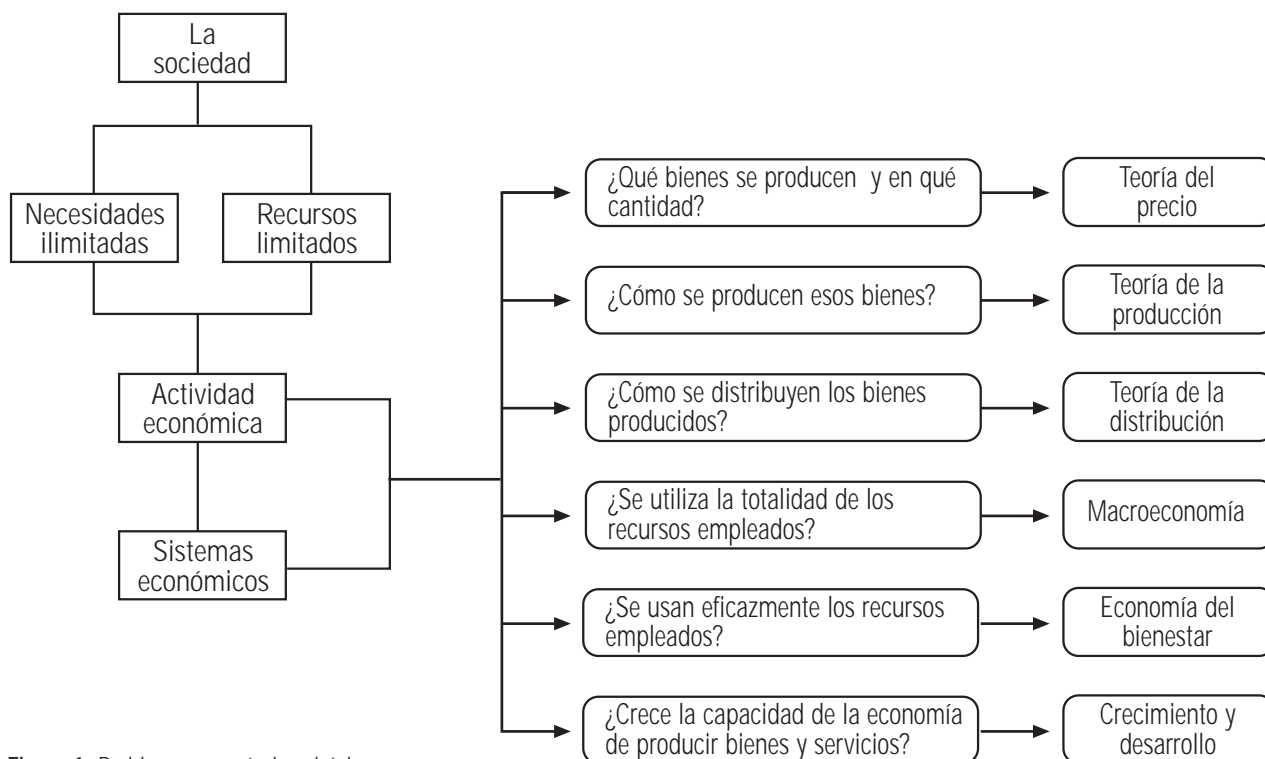 La
sociedad
Necesidades
ilimitadas
Recursos
limitados
Actividad
económica
Sistemas
económicos
¿Qué bienes se producen y en qué
cantidad?
Teoría del
precio
¿Cómo se producen esos bienes?
Teoría de la
producción
¿Cómo se distribuyen los bienes
producidos?
Teoría de la
distribución
¿Se utiliza la totalidad de los
recursos empleados?
Macroeconomía
¿Se usan eficazmente los recursos
empleados?
Economía del
bienestar
¿Crece la capacidad de la economía
de producir bienes y servicios?
Crecimiento y
desarrollo